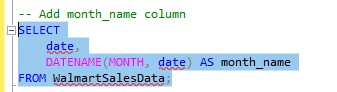 -- Add month_name column
SELECT
date,
DATENAME(MONTH, date) AS month_name
FROM WalmartSalesData;